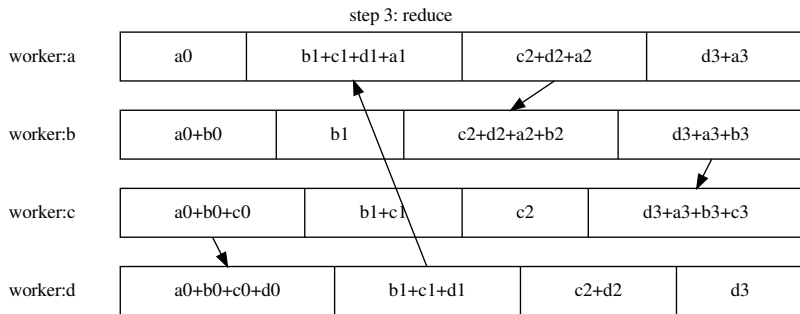 step 3: reduce
worker:a a0 b1+c1+d1+a1 c2+d2+a2 d3+a3
worker:b a0+b0 b1 c2+d2+a2+b2 d3+a3+b3
worker:c a0+b0+c0 b1+c1 c2 d3+a3+b3+c3
worker:d a0+b0+c0+d0 b1+c1+d1 c2+d2 d3